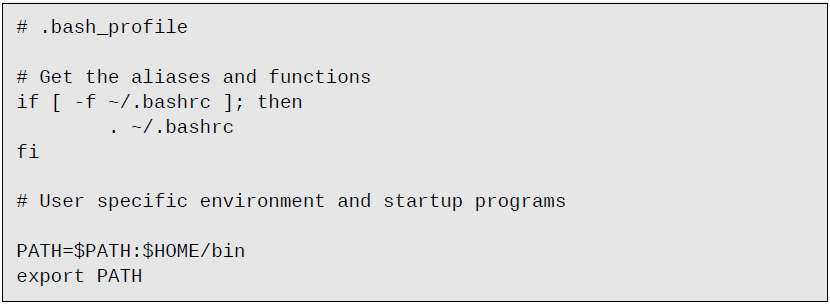 # .bash_profile
# Get the aliases and functions
if [ -f ~/.bashrc ]; then
        . ~/.bashrc
fi
# User specific environment and startup programs
PATH=$PATH:$HOME/bin
export PATH